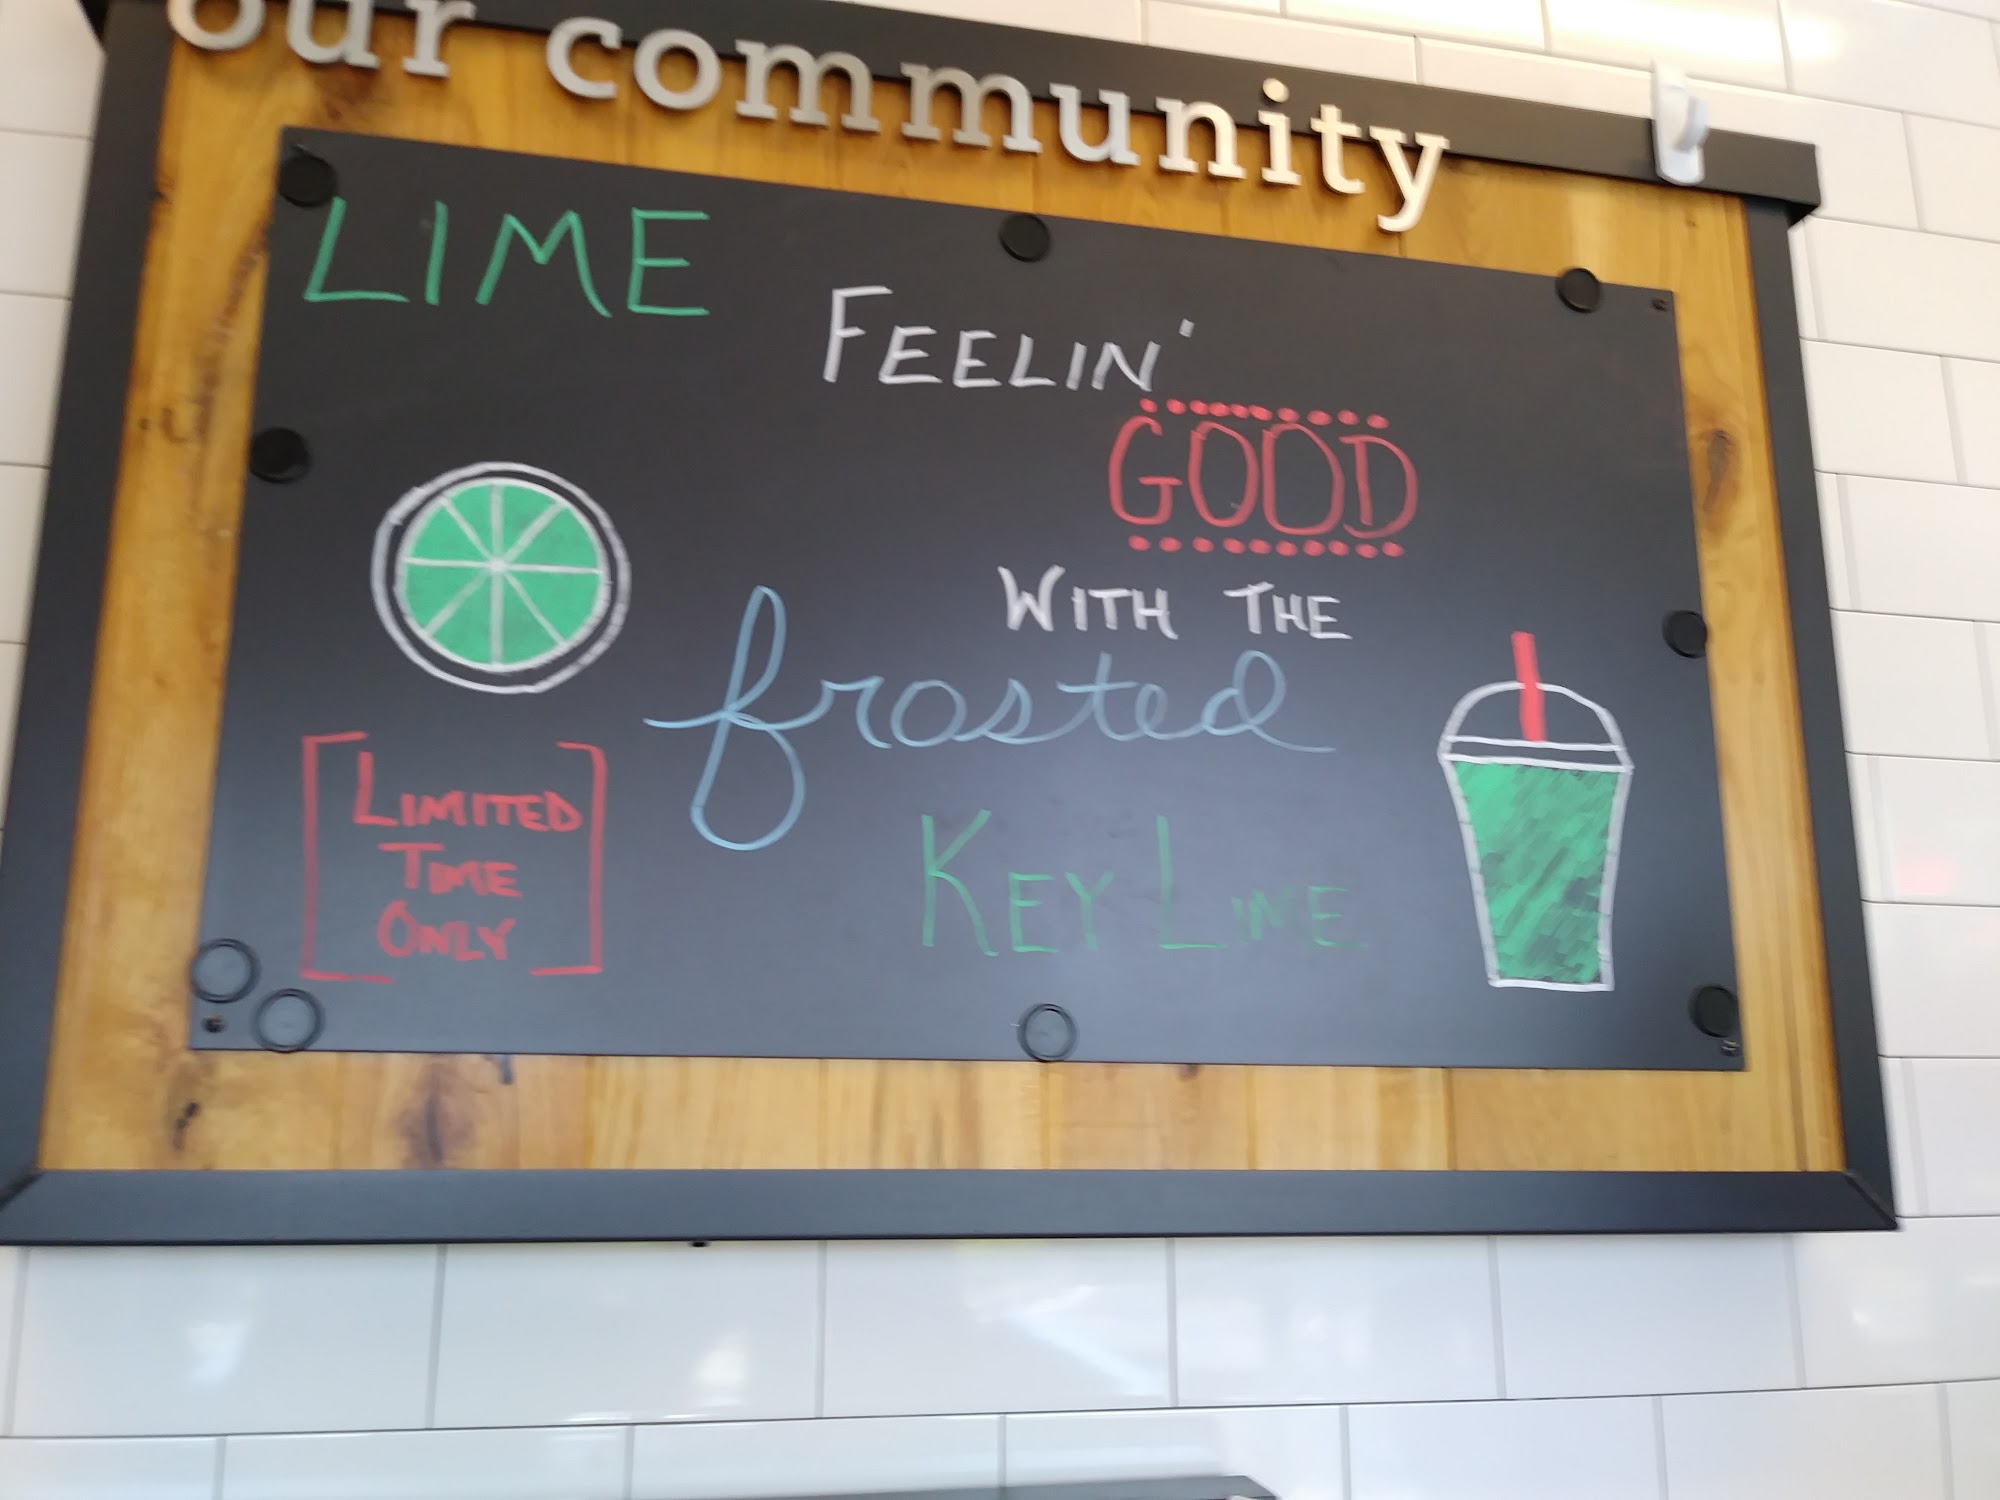 our community
LIME
FEELIN'
GOOD
WITH THE
frosted
KEY LIME
[LIMITED
TIME
ONLY]